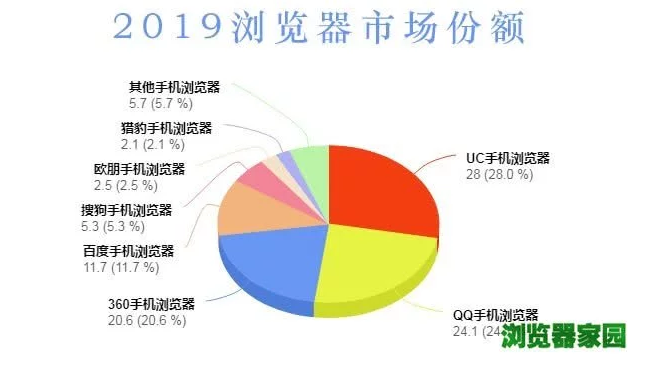 2019浏览器市场份额
其他手机浏览器
5.7 (5.7 %)
猎豹手机浏览器
2.1 (2.1 %)
欧朋手机浏览器
2.5 (2.5 %)
搜狗手机浏览器
5.3 (5.3 %)
百度手机浏览器
11.7 (11.7 %)
360手机浏览器
20.6 (20.6 %)
UC手机浏览器
28 (28.0 %)
QQ手机浏览器
24.1 (24
浏览器家园